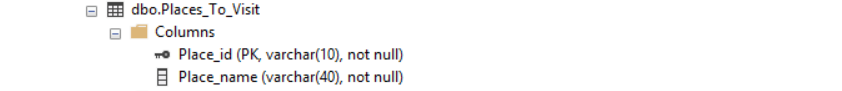 dbo.Places_To_Visit
Columns
Place_id (PK, varchar(10), not null)
Place_name (varchar(40), not null)